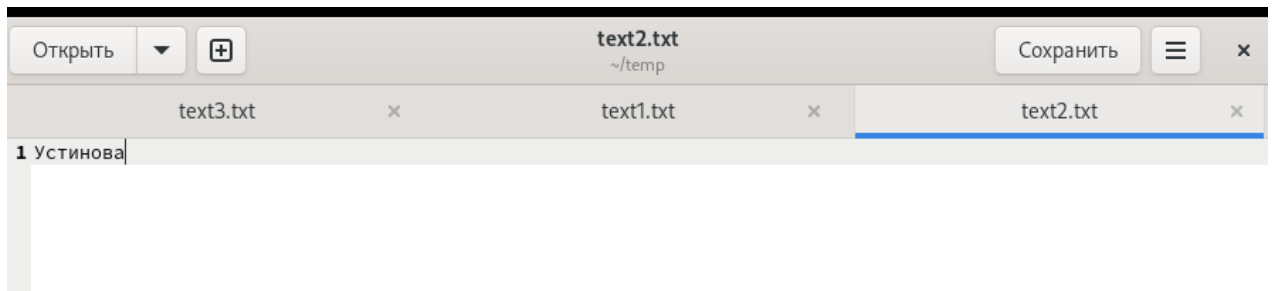 Открыть
text2.txt
~/temp
Сохранить
text3.txt
text1.txt
text2.txt
1 Устинова